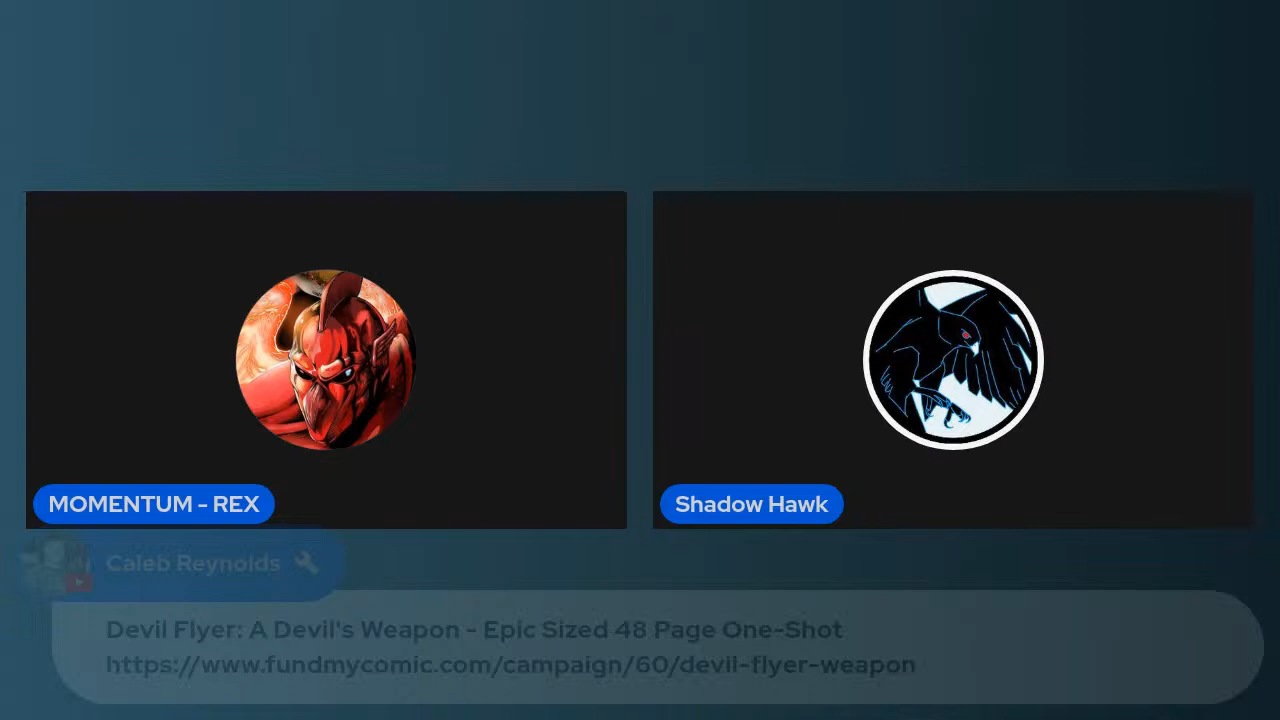 MOMENTUM - REX
Shadow Hawk
Caleb Reynolds
Devil Flyer: A Devil's Weapon - Epic Sized 48 Page One-Shot
https://www.fundmycomic.com/campaign/60/devil-flyer-weapon